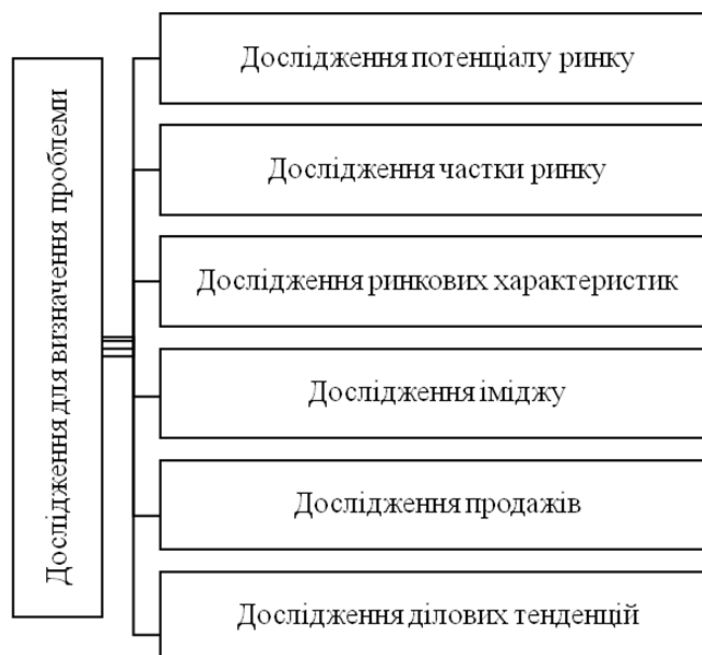 Дослідження для визначення проблеми
Дослідження потенціалу ринку
Дослідження частки ринку
Дослідження ринкових характеристик
Дослідження іміджу
Дослідження продажів
Дослідження ділових тенденцій